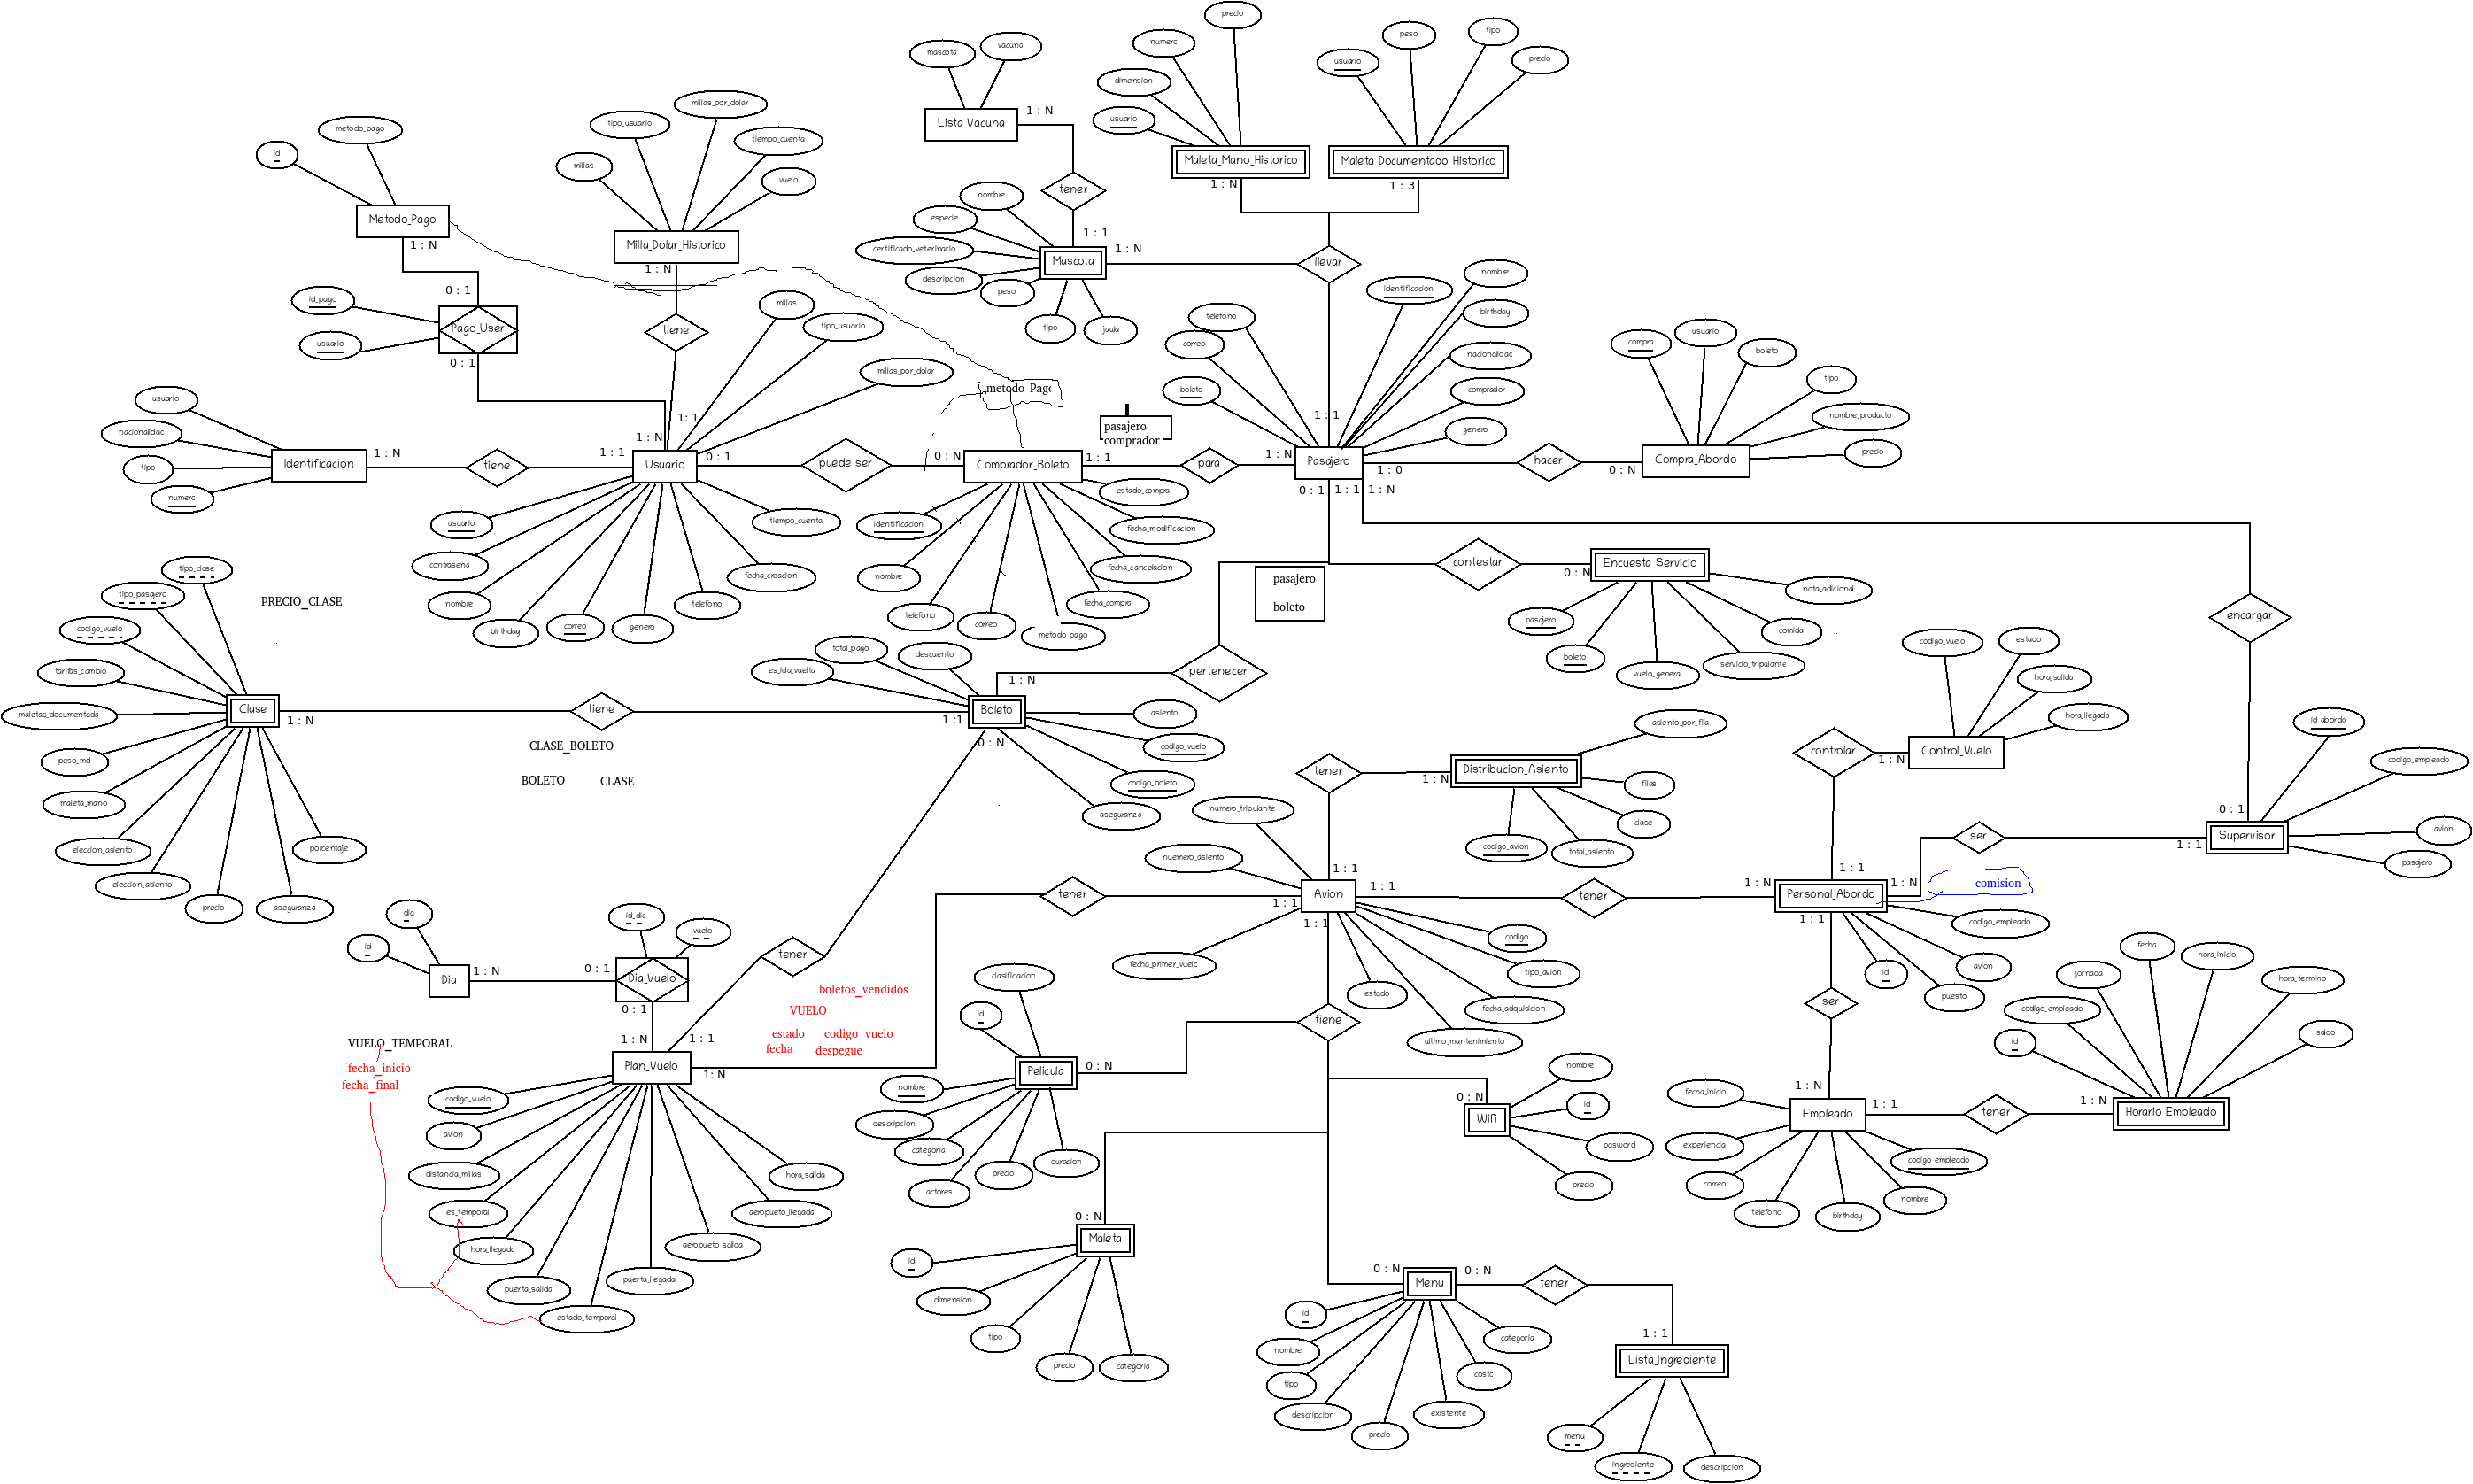 precio
mascota
vacuna
numerc
peso
tipo
usuario
precio
dimension
usuario
Lista_Vacuna
1 : N
Maleta_Mano_Historico
1 : N
Maleta_Documentado_Historico
1 : 3
metodo_pago
id
Metodo_Pago
1 : N
millas_por_dolar
tipo_usuario
tiempo_cuenta
millas
vuelo
Milla_Dolar_Historico
1 : N
tener
nombre
especie
certificado_veterinario
descripcion
peso
tipo
jaula
1 : 1
Mascota
1 : N
llevar
id_pago
usuario
0 : 1
Pago_User
0 : 1
tiene
millas
tipo_usuario
millas_por_dolar
metodo Pago
pasajero
comprador
telefono
correo
boleto
identificacion
nombre
birthday
nacionalidac
comprador
genero
1 : 1
compra
usuario
boleto
tipo
nombre_producto
precio
usuario
nacionalidac
tipo
numerc
Identificacion
1 : N
tiene
1 : 1
1 : N
1 : 1
Usuario
0 : 1
puede_ser
0 : N
Comprador_Boleto
1 : 1
para
1 : N
Pasajero
1 : 0
hacer
0 : N
Compra_Abordo
0 : 1
1 : 1
1 : N
usuario
contrasena
nombre
birthday
correo
genero
telefono
fecha_creacion
tiempo_cuenta
identificacion
nombre
telefono
correo
metodo_pago
fecha_compra
fecha_cancelacion
fecha_modificacion
estado_compra
contestar
0 : N
Encuesta_Servicio
nota_adicional
comida
servicio_tripulante
vuelo_general
boleto
pasajero
pasajero
boleto
encargar
tipo_clase
tipo_pasajero
codigo_vuelo
tarifas_cambio
maletas_documentada
peso_md
maleta_mano
eleccion_asiento
eleccion_asiento
precio
aseguranza
porcentaje
PRECIO_CLASE
Clase
1 : N
tiene
1 :1
CLASE_BOLETO
BOLETO
CLASE
total_pago
es_ida_vuelta
descuento
Boleto
1 : N
0 : N
pertenecer
asiento
codigo_vuelo
codigo_boleto
aseguranza
codigo_vuelo
estado
hora_salida
hora_llegada
controlar
1 : N
Control_Vuelo
asiento_por_fila
filas
clase
total_asiento
codigo_avion
Distribucion_Asiento
1 : N
tener
id_abordo
codigo_empleado
avion
pasajero
0 : 1
Supervisor
1 : 1
ser
numero_tripulante
nuemero_asiento
fecha_primer_vuelc
1 : 1
1 : 1
Avion
1 : 1
1 : 1
tener
tener
1 : N
1 : 1
Personal_Abordo
1 : N
1 : 1
comision
estado
ultimo_mantenimiento
fecha_adquisicion
tipo_avion
codigo
codigo_empleado
avion
puesto
id
ser
dia
id
Dia
1 : N
0 : 1
id_dia
vuelo
Dia_Vuelo
0 : 1
tener
1 : N
1 : 1
Plan_Vuelo
1: N
boletos_vendidos
VUELO
estado
codigo vuelo
fecha
despegue
VUELO_TEMPORAL
fecha_inicio
fecha_final
codigo_vuelo
avion
distancia_millas
es_temporal
hora_llegada
puerta_salida
estado_temporal
puerta_llegada
aeropueto_salida
aeropueto_llegada
hora_salida
clasificacion
id
nombre
descripcion
categoria
actores
precio
duracion
Pelicula
0 : N
tiene
nombre
id
pasword
precio
0 : N
Wifi
fecha
jornada
hora_inicio
codigo_empleado
hora_termino
id
saldo
Horario_Empleado
1 : N
tener
1 : 1
1 : N
Empleado
fecha_inicio
experiencia
correo
telefono
birthday
nombre
codigo_empleado
0 : N
Maleta
id
dimension
tipo
precio
categoria
0 : N
Menu
0 : N
tener
1 : 1
Lista_Ingrediente
id
nombre
tipo
descripcion
precio
existente
costc
categoria
menu
ingrediente
descripcion